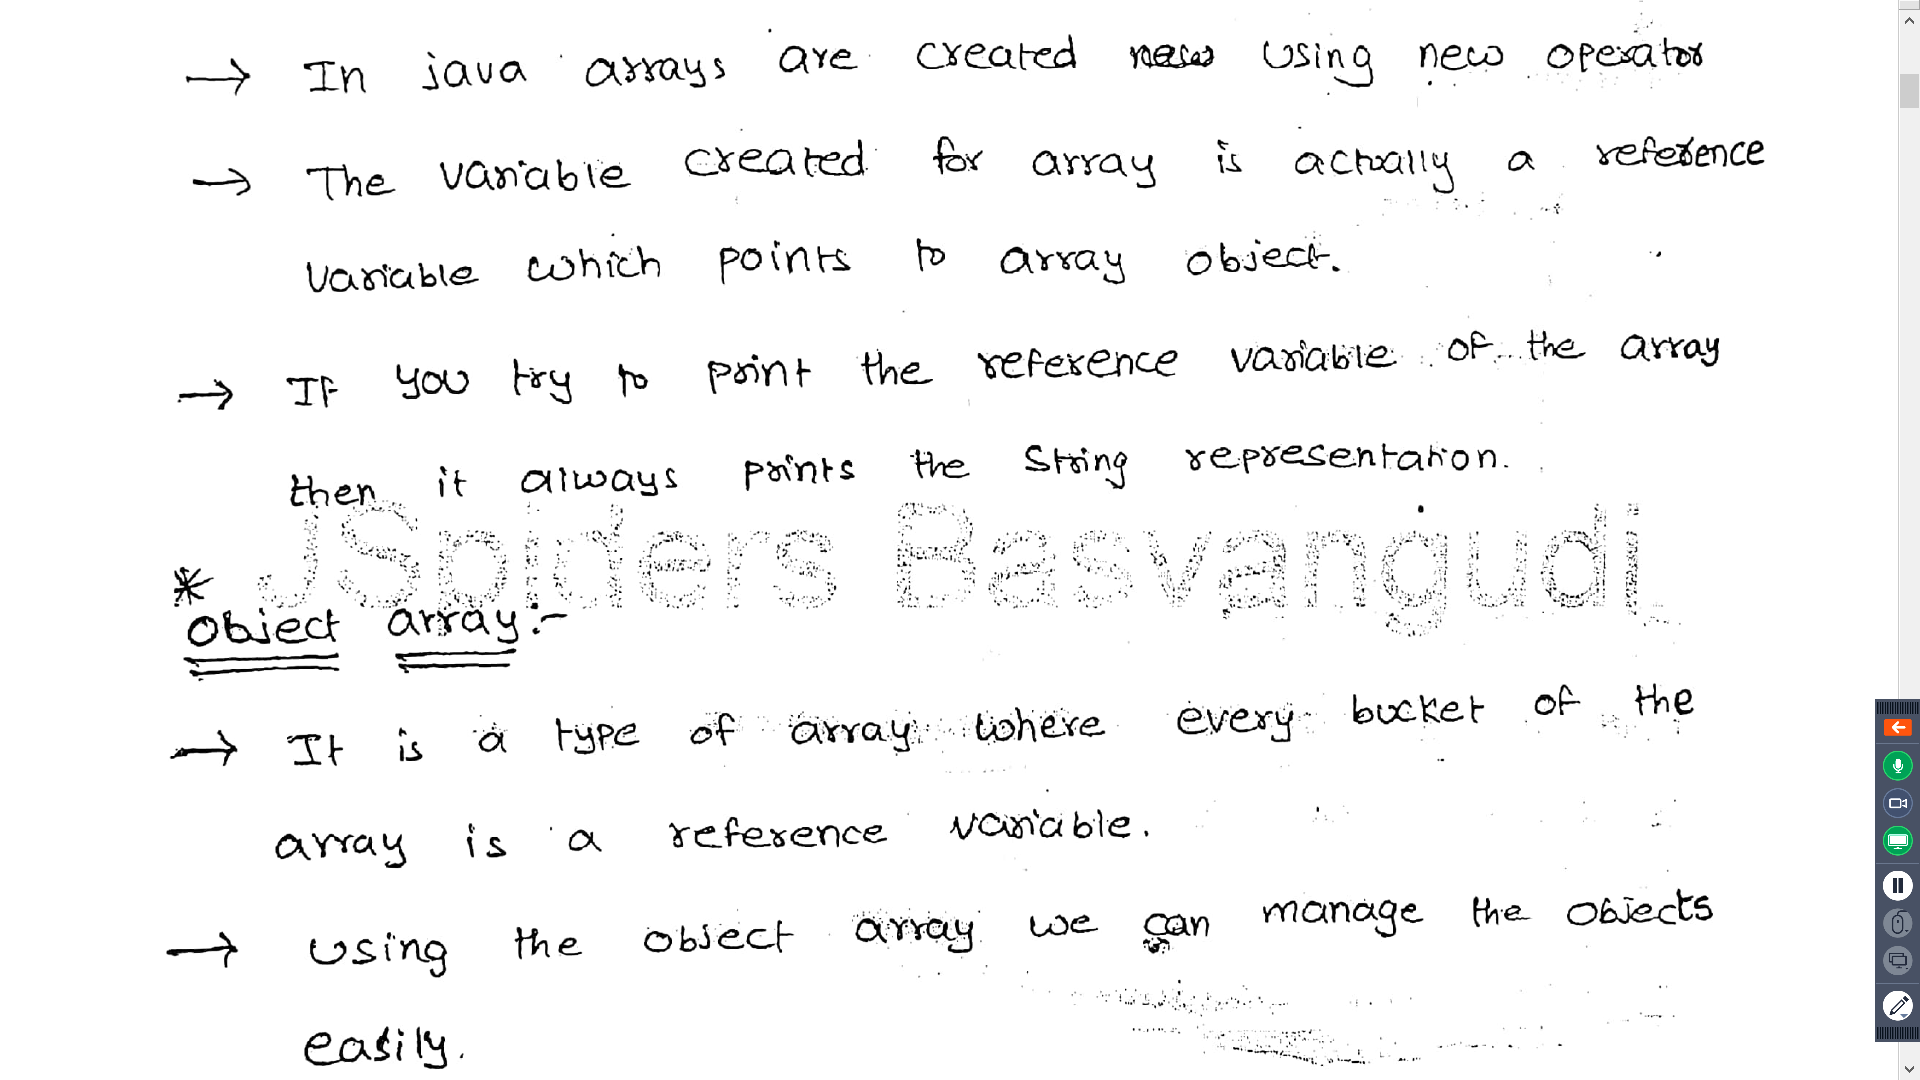 → In java arrays are created using new operator
→ The variable created for array is actually a reference
variable which points to array object.
→ If you try to print the reference variable of the array
then it always prints the String representation.
JSpiders Basvangudi
*
Object array:-
→ It is a type of array where every bucket of the
array is a reference variable.
→ Using the object array we can manage the objects
easily.